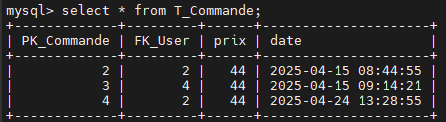 mysql> select * from T_Commande;
+-------------+---------+------+---------------------+
| PK_Commande | FK_User | prix | date                |
+-------------+---------+------+---------------------+
|           2 |       2 |   44 | 2025-04-15 08:44:55 |
|           3 |       4 |   44 | 2025-04-15 09:14:21 |
|           4 |       2 |   44 | 2025-04-24 13:28:55 |
+-------------+---------+------+---------------------+